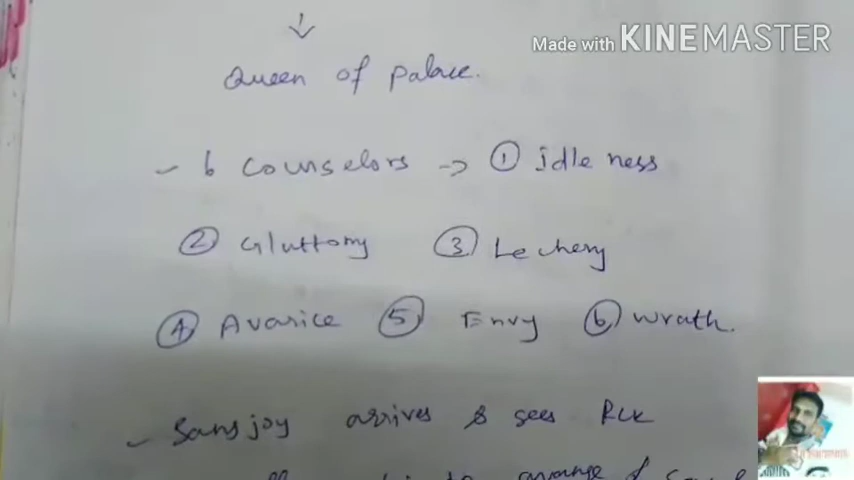 Made with KINEMASTER
Queen of palace.
6 counselors -> ① idleness
② Gluttony ③ Lechery
④ Avarice ⑤ Envy ⑥ wrath.
Sansjoy arrives & sees RCK
arrange